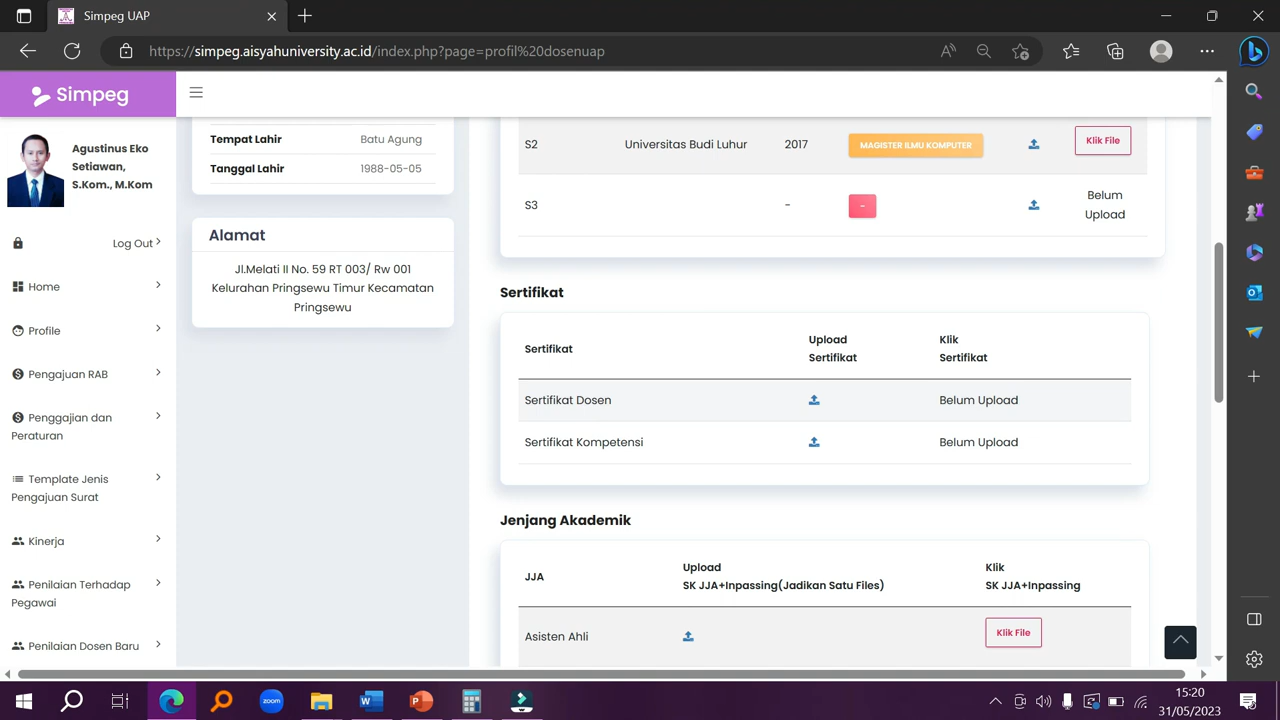 Simpeg UAP
https://simpeg.aisyahuniversity.ac.id/index.php?page=profil%20dosenuap
Simpeg
Agustinus Eko
Setiawan,
S.Kom., M.Kom
Log Out
Home
Profile
Pengajuan RAB
Penggajian dan
Peraturan
Template Jenis
Pengajuan Surat
Kinerja
Penilaian Terhadap
Pegawai
Penilaian Dosen Baru
Tempat Lahir Batu Agung
Tanggal Lahir 1988-05-05
Alamat
Jl.Melati II No. 59 RT 003/ Rw 001
Kelurahan Pringsewu Timur Kecamatan
Pringsewu
S2 Universitas Budi Luhur 2017 MAGISTER ILMU KOMPUTER Klik File
S3 - - Belum
Upload
Sertifikat
Sertifikat Upload Klik
Sertifikat Sertifikat
Sertifikat Dosen Belum Upload
Sertifikat Kompetensi Belum Upload
Jenjang Akademik
JJA Upload Klik
SK JJA+Inpassing(Jadikan Satu Files) SK JJA+Inpassing
Asisten Ahli Klik File
zoom
15:20
31/05/2023